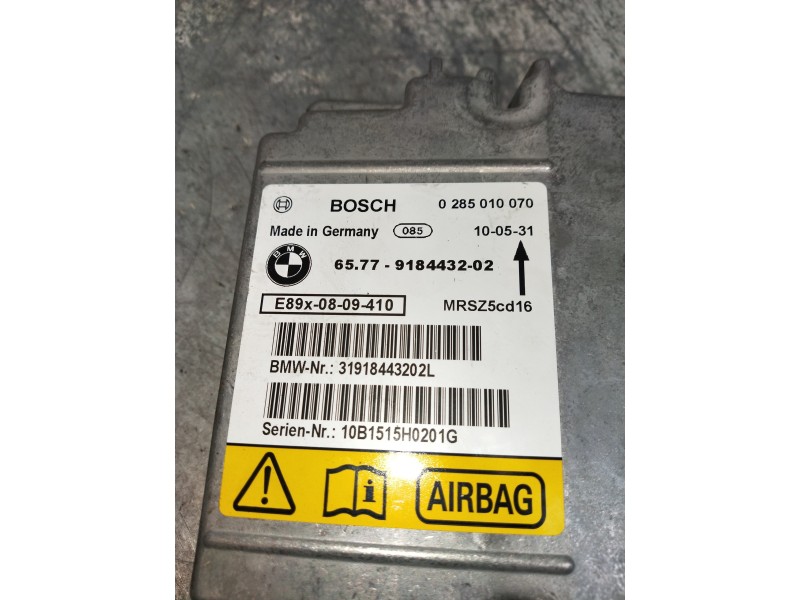 BOSCH 0 285 010 070
Made in Germany 085 10-05-31
BMW 65.77 - 9184432-02
E89x-08-09-410 MRSZ5cd16
BMW-Nr.: 31918443202L
Serien-Nr.: 10B1515H0201G
i AIRBAG